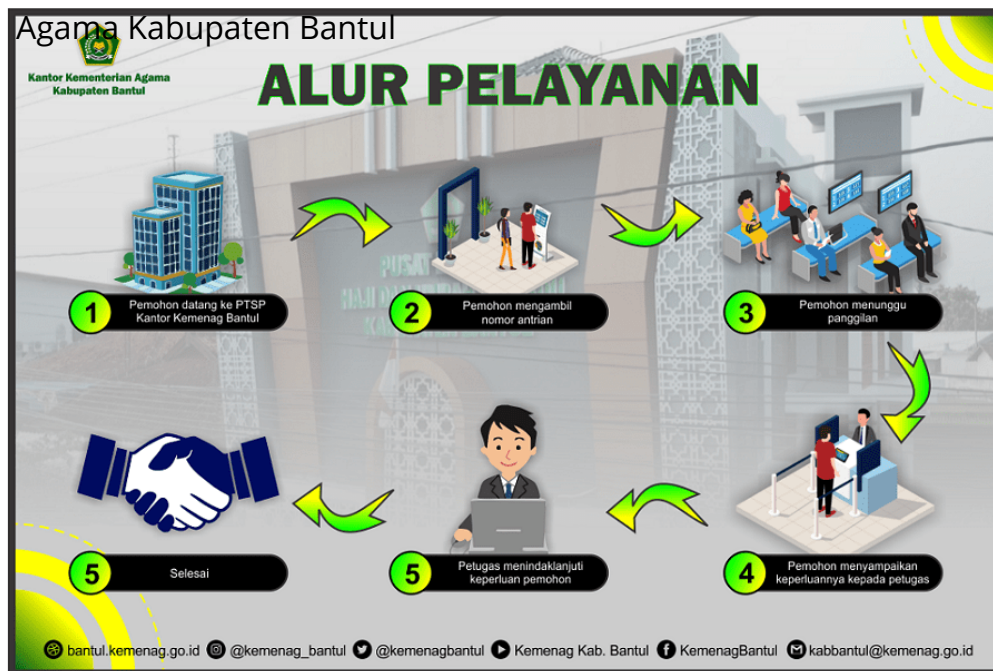 Agama Kabupaten Bantul
Kantor Kementerian Agama
Kabupaten Bantul
ALUR PELAYANAN
1
Pemohon datang ke PTSP
Kantor Kemenag Bantul
2
Pemohon mengambil
nomor antrian
3
Pemohon menunggu
panggilan
4
Pemohon menyampaikan
keperluannya kepada petugas
5
Petugas menindaklanjuti
keperluan pemohon
5
Selesai
bantul.kemenag.go.id @kemenag_bantul @kemenagbantul Kemenag Kab. Bantul KemenagBantul kabbantul@kemenag.go.id